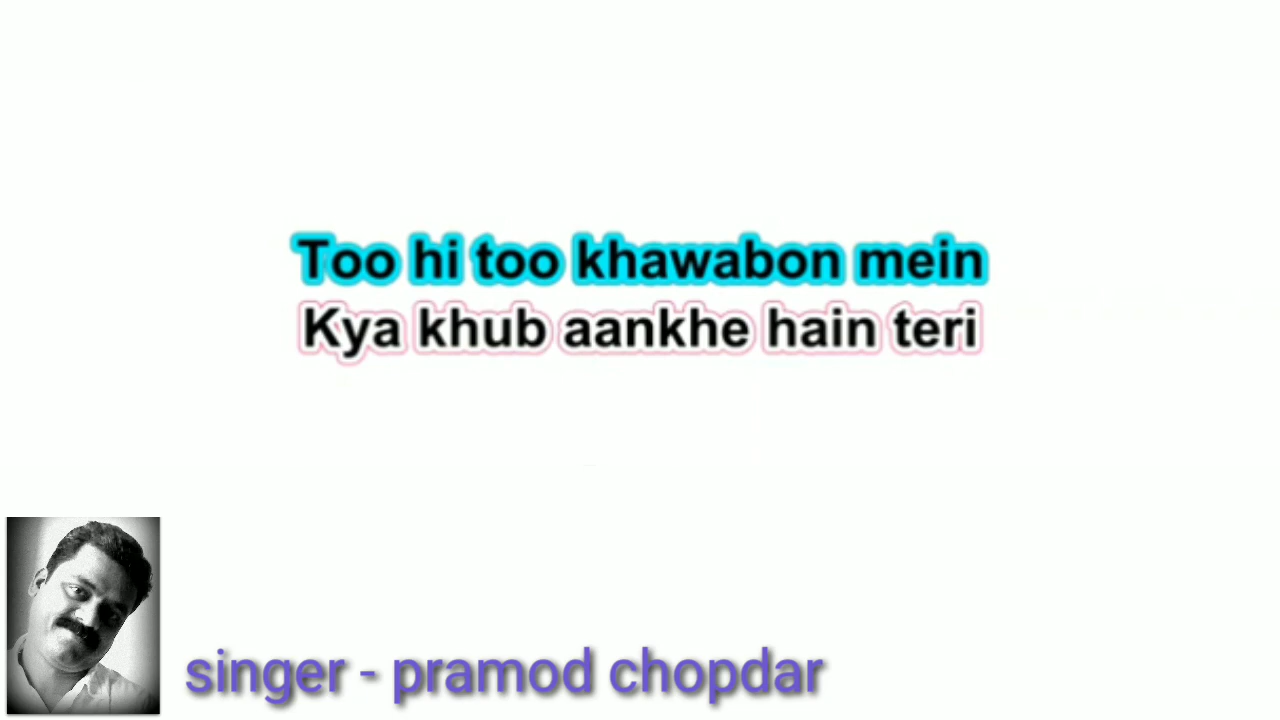 Too hi too khawabon mein
Kya khub aankhe hain teri
singer - pramod chopdar